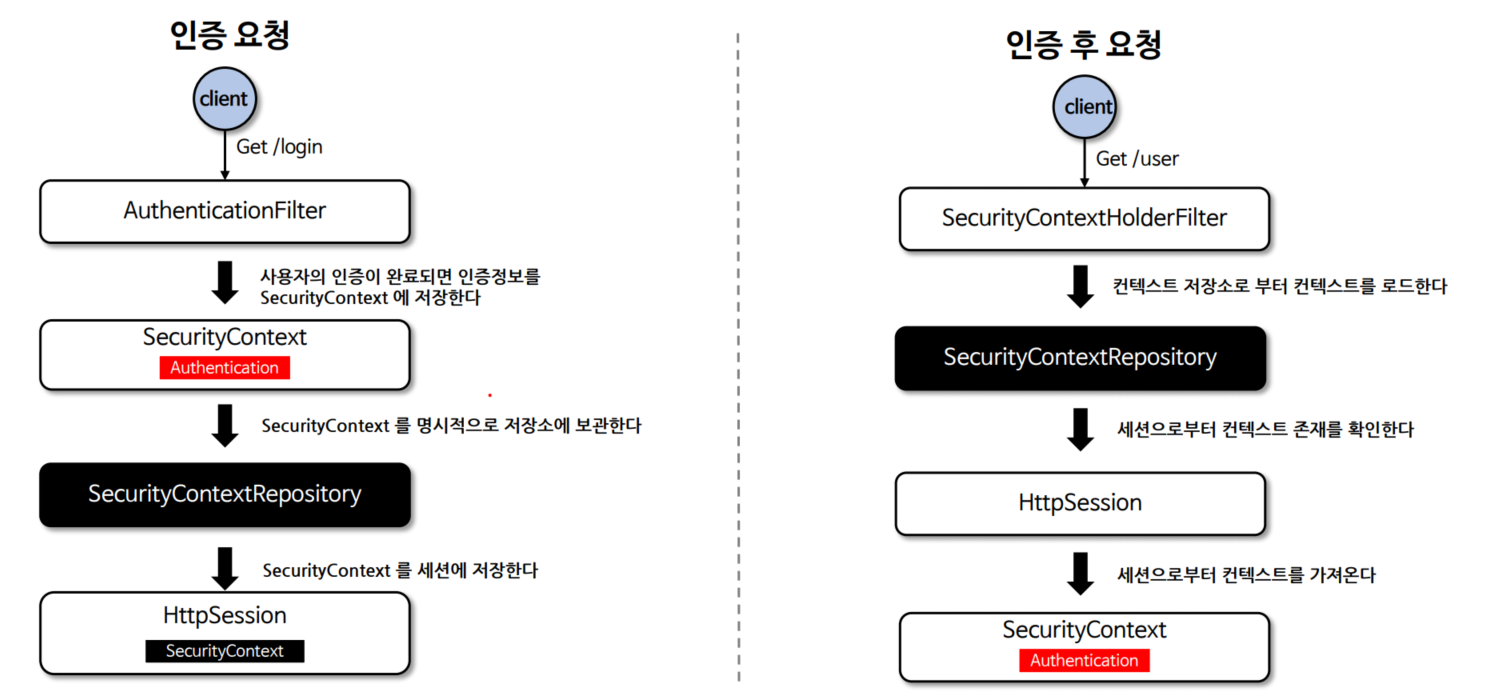 인증 요청
client
Get /login
AuthenticationFilter
사용자의 인증이 완료되면 인증정보를
SecurityContext 에 저장한다
SecurityContext
Authentication
SecurityContext 를 명시적으로 저장소에 보관한다
SecurityContextRepository
SecurityContext 를 세션에 저장한다
HttpSession
SecurityContext
인증 후 요청
client
Get /user
SecurityContextHolderFilter
컨텍스트 저장소로 부터 컨텍스트를 로드한다
SecurityContextRepository
세션으로부터 컨텍스트 존재를 확인한다
HttpSession
세션으로부터 컨텍스트를 가져온다
SecurityContext
Authentication